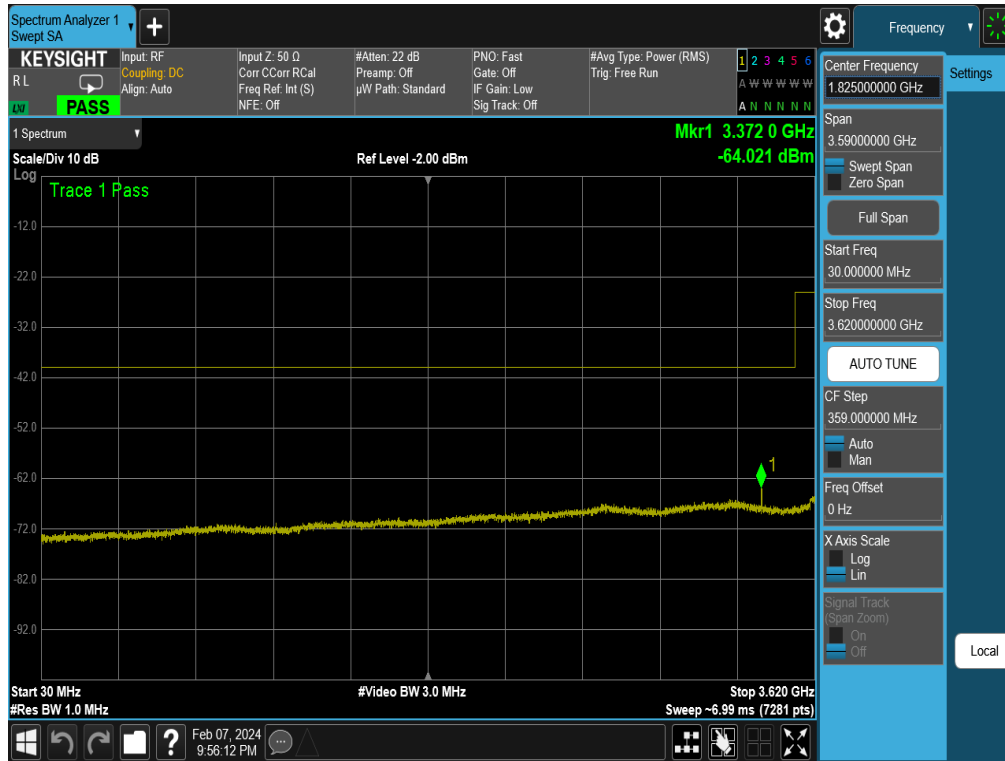 Spectrum Analyzer 1
Swept SA
+
Frequency
KEYSIGHT
R L
LXI
PASS
Input: RF
Coupling: DC
Align: Auto
Input Z: 50 Ω
Corr CCorr RCal
Freq Ref: Int (S)
NFE: Off
#Atten: 22 dB
Preamp: Off
µW Path: Standard
PNO: Fast
Gate: Off
IF Gain: Low
Sig Track: Off
#Avg Type: Power (RMS)
Trig: Free Run
1 2 3 4 5 6
A W W W W W
A N N N N N
1 Spectrum
Mkr1 3.372 0 GHz
-64.021 dBm
Scale/Div 10 dB
Ref Level -2.00 dBm
Log
Trace 1 Pass
-12.0
-22.0
-32.0
-42.0
-52.0
-62.0
-72.0
-82.0
-92.0
1
Start 30 MHz
#Video BW 3.0 MHz
Stop 3.620 GHz
#Res BW 1.0 MHz
Sweep ~6.99 ms (7281 pts)
?
Feb 07, 2024
9:56:12 PM
Center Frequency
1.825000000 GHz
Settings
Span
3.59000000 GHz
Swept Span
Zero Span
Full Span
Start Freq
30.000000 MHz
Stop Freq
3.620000000 GHz
AUTO TUNE
CF Step
359.000000 MHz
Auto
Man
Freq Offset
0 Hz
X Axis Scale
Log
Lin
Signal Track
(Span Zoom)
On
Off
Local